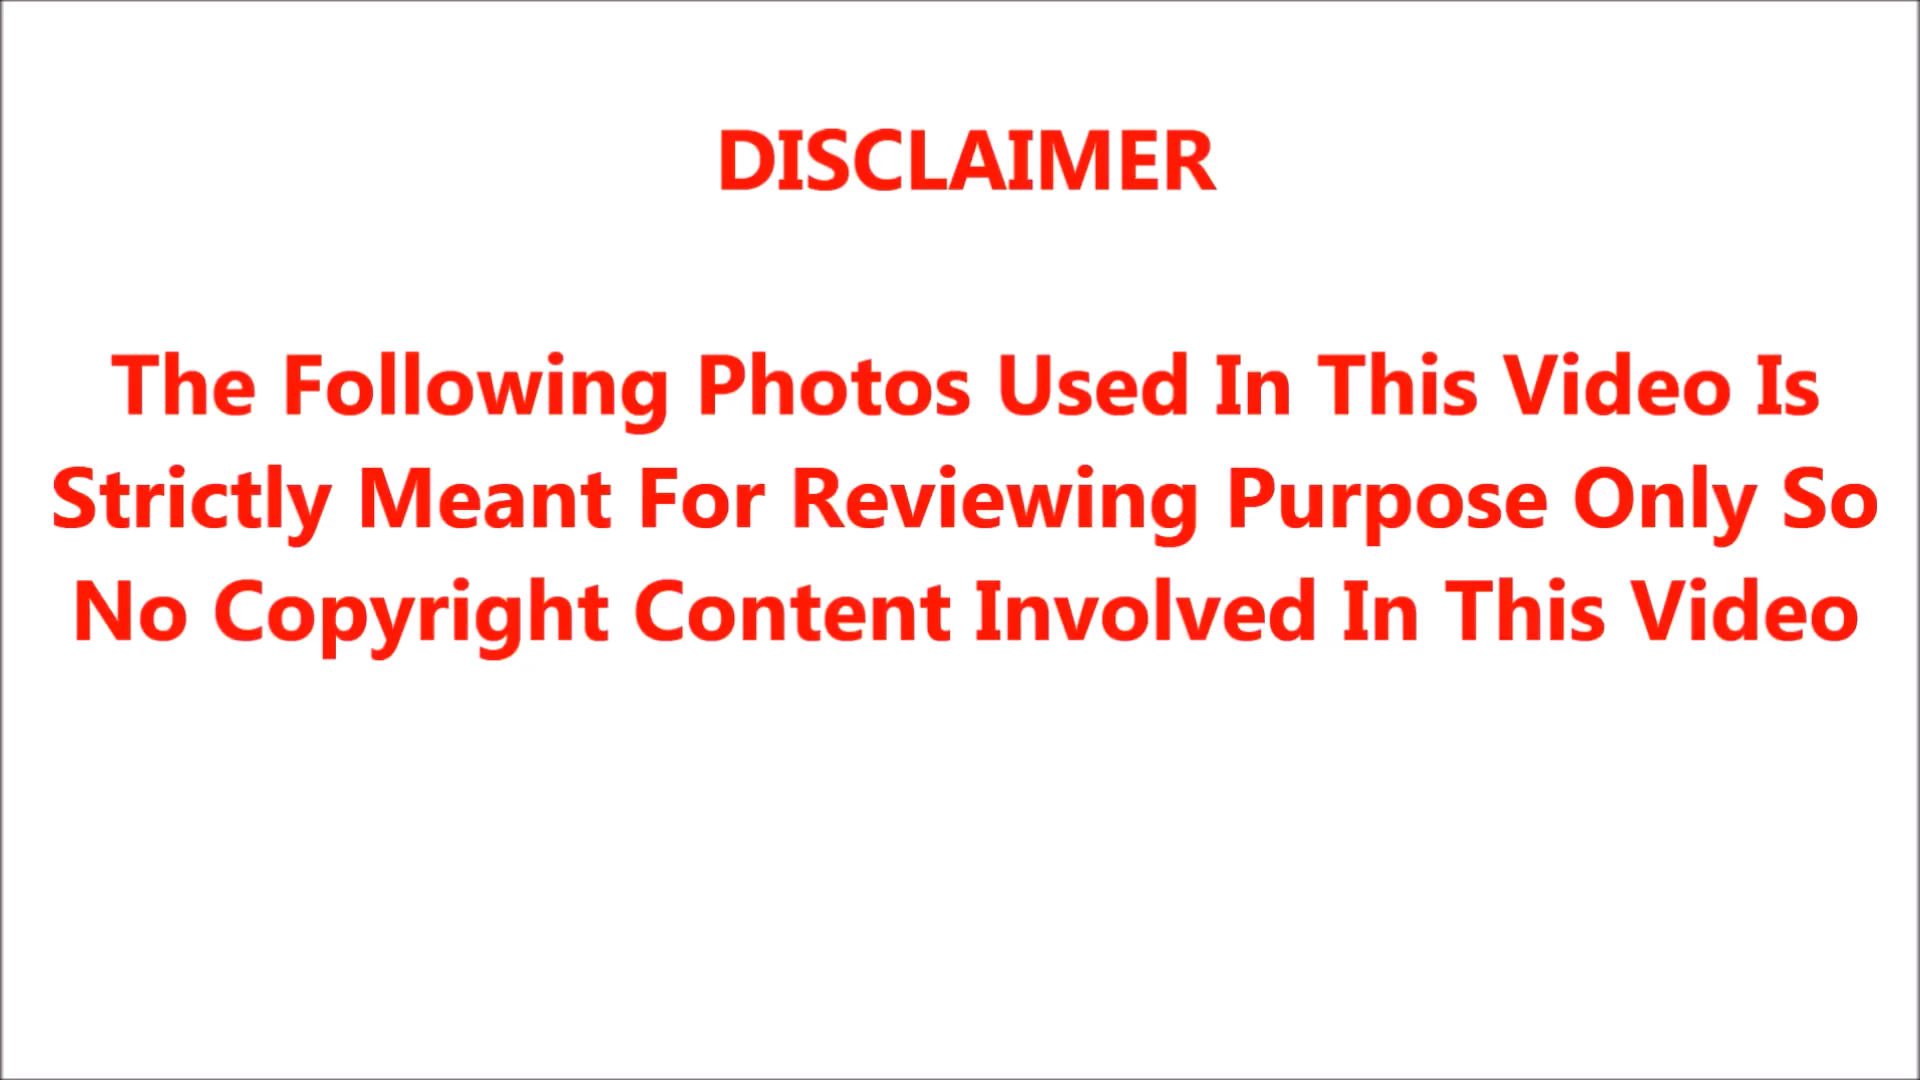 DISCLAIMER
The Following Photos Used In This Video Is
Strictly Meant For Reviewing Purpose Only So
No Copyright Content Involved In This Video